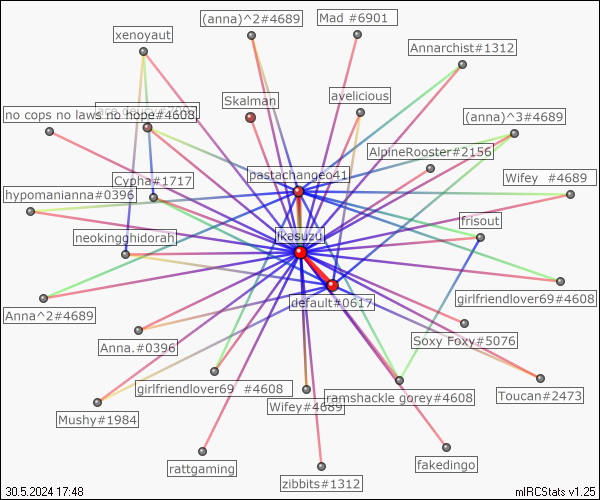 (anna)^2#4689
Mad #6901
xenoyaut
Annarchist#1312
Skalman
avelicious
no cops no laws no hope#4608
(anna)^3#4689
AlpineRooster#2156
pastachangeo41
Cypha#1717
hypomanihana#0396
Wifey #4689
frisout
ikasuzu
neokingghidorah
default#0617
girlfriendlover69#4608
Anna^2#4689
Soxy Foxy#5076
Anna.#0396
girlfriendlover69 #4608
ramshackle gorey#4608
Toucan#2473
Wifey#4689
Mushy#1984
rattgaming
fakedingo
zibbits#1312
30.5.2024 17:48
mIRCStats v1.25